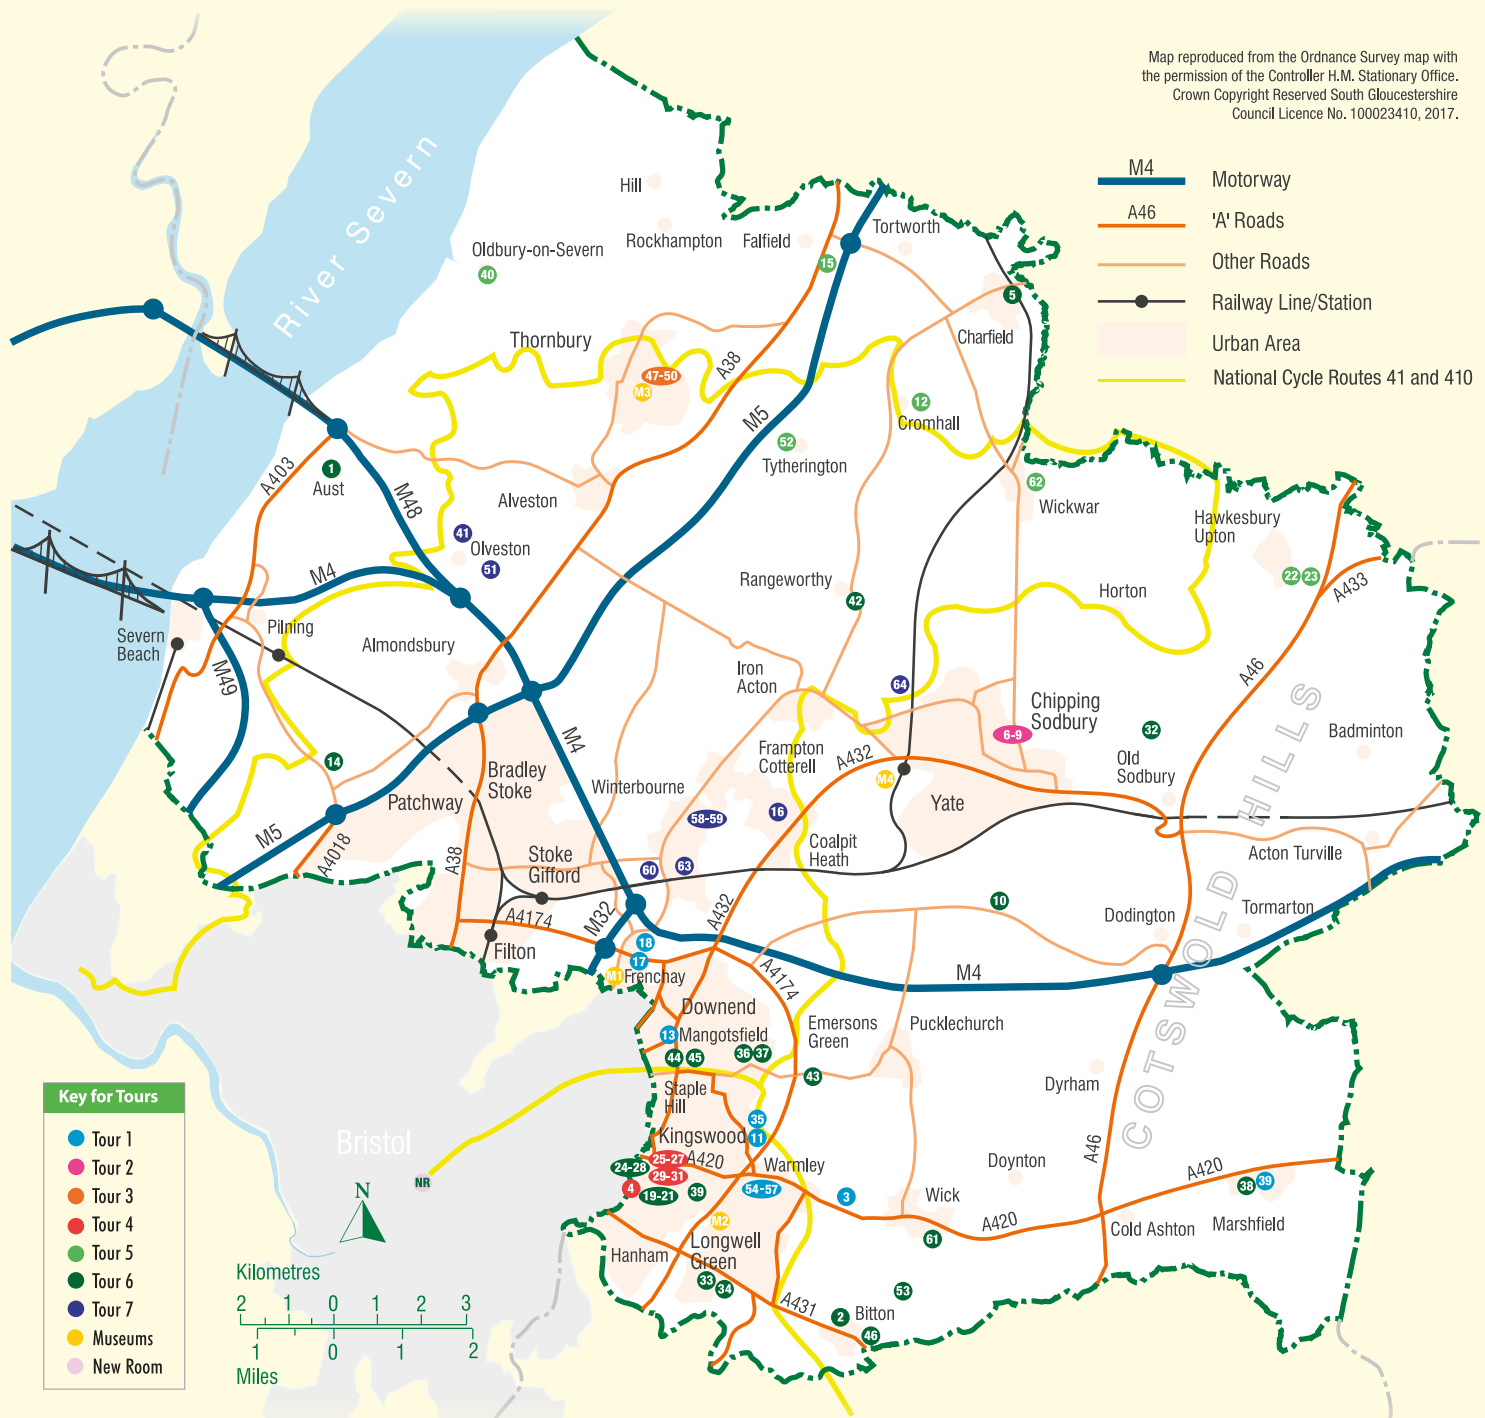 Map reproduced from the Ordnance Survey map with
the permission of the Controller H.M. Stationary Office.
Crown Copyright Reserved South Gloucestershire
Council Licence No. 100023410, 2017.
M4
Motorway
A46
'A' Roads
Other Roads
Railway Line/Station
Urban Area
National Cycle Routes 41 and 410
River Severn
Hill
Rockhampton
Oldbury-on-Severn
40
Falfield
15
Tortworth
5
Charfield
Thornbury
47-50
M3
A38
M5
12
Cromhall
52
Tytherington
62
Wickwar
Hawkesbury
Upton
22
23
A433
A403
1
Aust
M48
Alveston
41
Olveston
51
M4
Rangeworthy
42
Horton
Severn
Beach
Pilning
Almondsbury
M49
Iron
Acton
64
A46
Chipping
Sodbury
6-9
32
Old
Sodbury
Badminton
14
M4
Bradley
Stoke
Patchway
Winterbourne
Frampton
Cotterell
A432
M4
Yate
58-59
16
M5
A4018
A38
Stoke
Gifford
60
63
Coalpit
Heath
Acton Turville
COTSWOLD HILLS
A4174
M32
A432
10
Dodington
Tormarton
Filton
18
17
M1
Frenchay
A4174
M4
Downend
13
Mangotsfield
44
45
36
37
Emersons
Green
Pucklechurch
43
Staple
Hill
Dyrham
35
Kingswood
11
Bristol
NR
24-28
25-27
29-31
A420
4
19-21
39
Warmley
54-57
3
Wick
Doynton
A46
A420
38
39
Marshfield
Cold Ashton
A420
61
M2
Longwell
Green
Hanham
33
34
A431
53
2
Bitton
46
Key for Tours
Tour 1
Tour 2
Tour 3
Tour 4
Tour 5
Tour 6
Tour 7
Museums
New Room
N
Kilometres
2 1 0 1 2 3
1 0 1 2
Miles